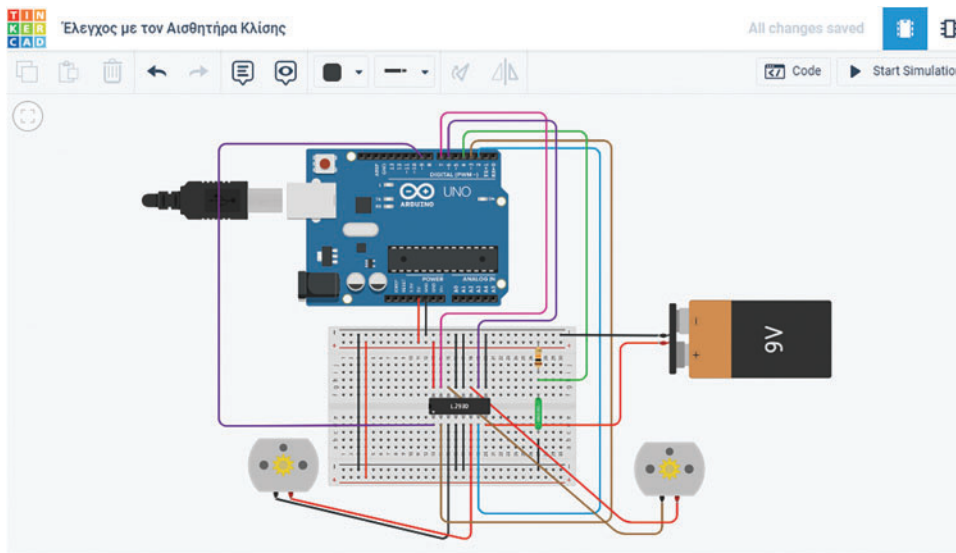 TIN
KER
CAD
Έλεγχος με τον Αισθητήρα Κλίσης
All changes saved
Code
Start Simulatio
DIGITAL (PWM~)
UNO
ARDUINO
POWER
ANALOG IN
L293D
9V